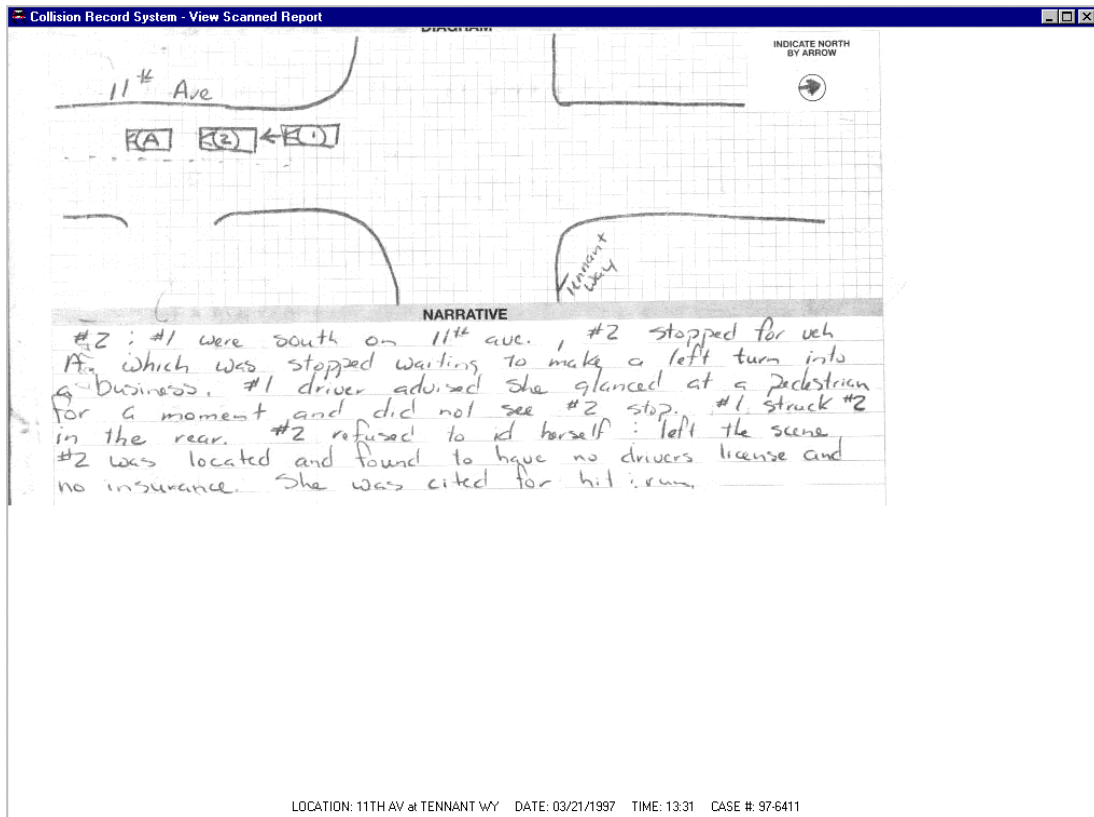 Collision Record System - View Scanned Report
DIAGRAM
INDICATE NORTH
BY ARROW
11th Ave
A 2 1
Tennant
Way
NARRATIVE
#2 : #1 were south on 11th ave. , #2 stopped for veh
A. which was stopped waiting to make a left turn into
a business. #1 driver advised she glanced at a pedestrian
for a moment and did not see #2 stop. #1 struck #2
in the rear. #2 refused to id herself : left the scene
#2 was located and found to have no drivers license and
no insurance. She was cited for hit : run.
LOCATION: 11TH AV at TENNANT WY DATE: 03/21/1997 TIME: 13:31 CASE #: 97-6411